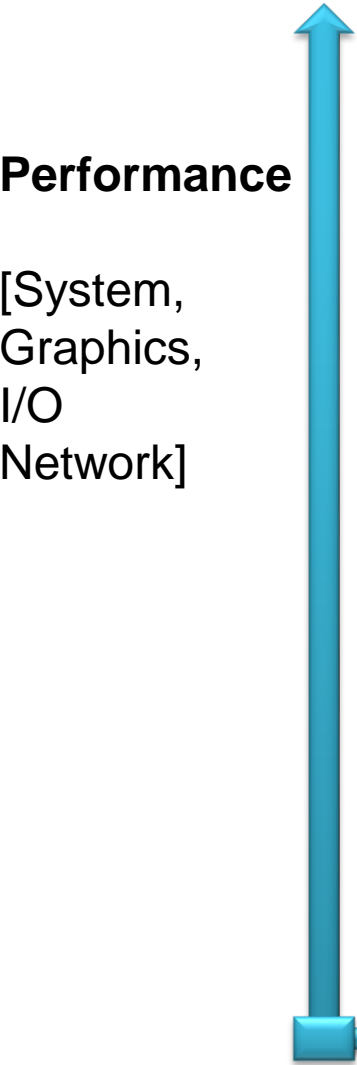 Performance
[System,
Graphics,
I/O
Network]